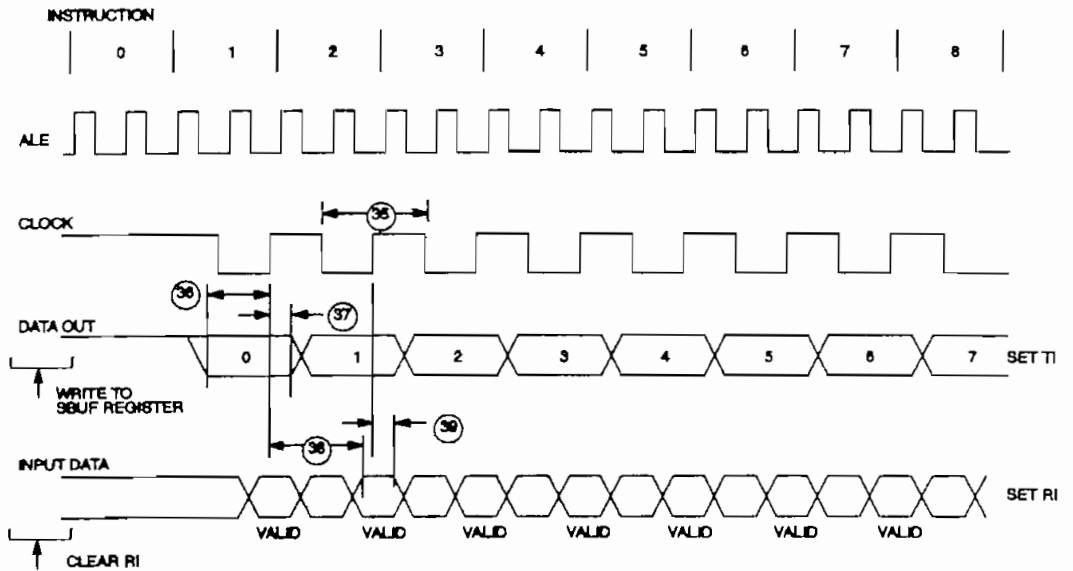 INSTRUCTION
0 1 2 3 4 5 6 7 8
ALE
CLOCK
35
36
37
DATA OUT
0 1 2 3 4 5 6 7
SET TI
WRITE TO
SBUF REGISTER
38
39
INPUT DATA
SET RI
VALID VALID VALID VALID VALID VALID VALID
CLEAR RI